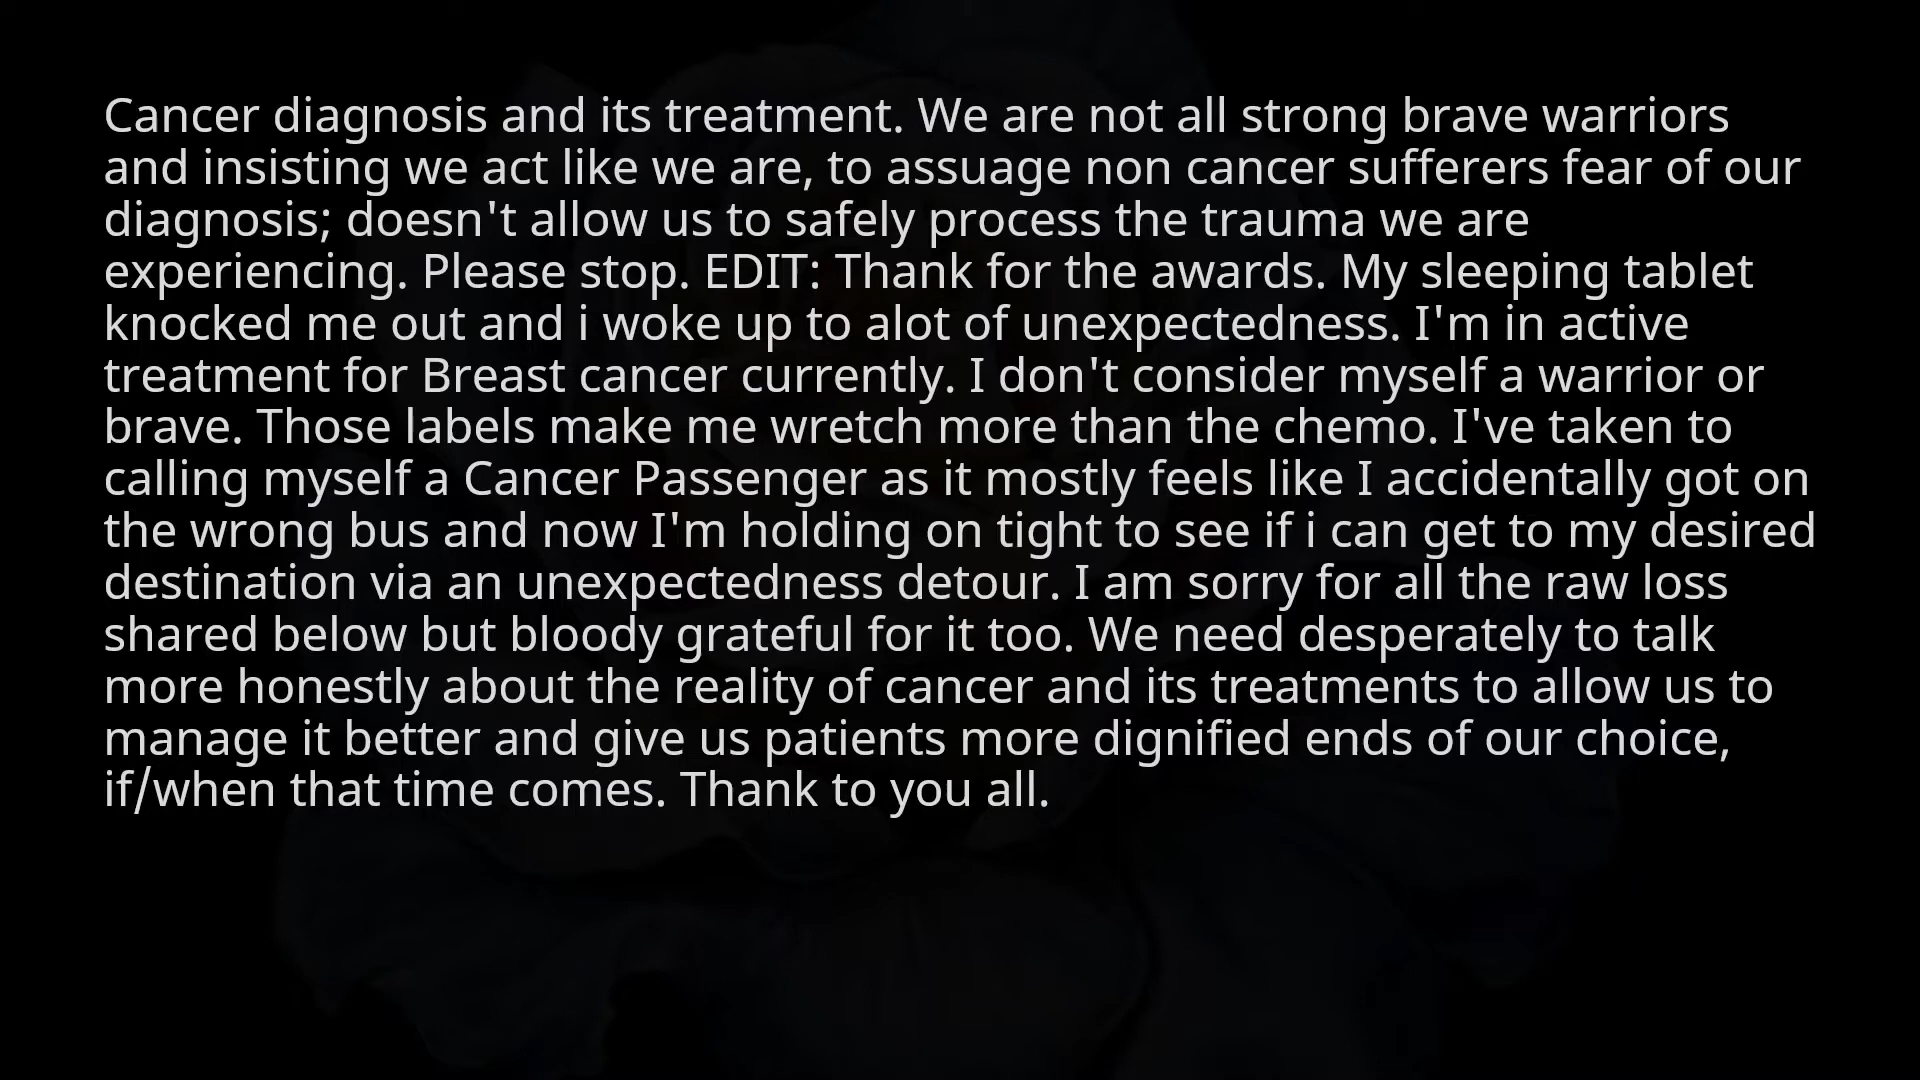 Cancer diagnosis and its treatment. We are not all strong brave warriors
and insisting we act like we are, to assuage non cancer sufferers fear of our
diagnosis; doesn't allow us to safely process the trauma we are
experiencing. Please stop. EDIT: Thank for the awards. My sleeping tablet
knocked me out and i woke up to alot of unexpectedness. I'm in active
treatment for Breast cancer currently. I don't consider myself a warrior or
brave. Those labels make me wretch more than the chemo. I've taken to
calling myself a Cancer Passenger as it mostly feels like I accidentally got on
the wrong bus and now I'm holding on tight to see if i can get to my desired
destination via an unexpectedness detour. I am sorry for all the raw loss
shared below but bloody grateful for it too. We need desperately to talk
more honestly about the reality of cancer and its treatments to allow us to
manage it better and give us patients more dignified ends of our choice,
if/when that time comes. Thank to you all.